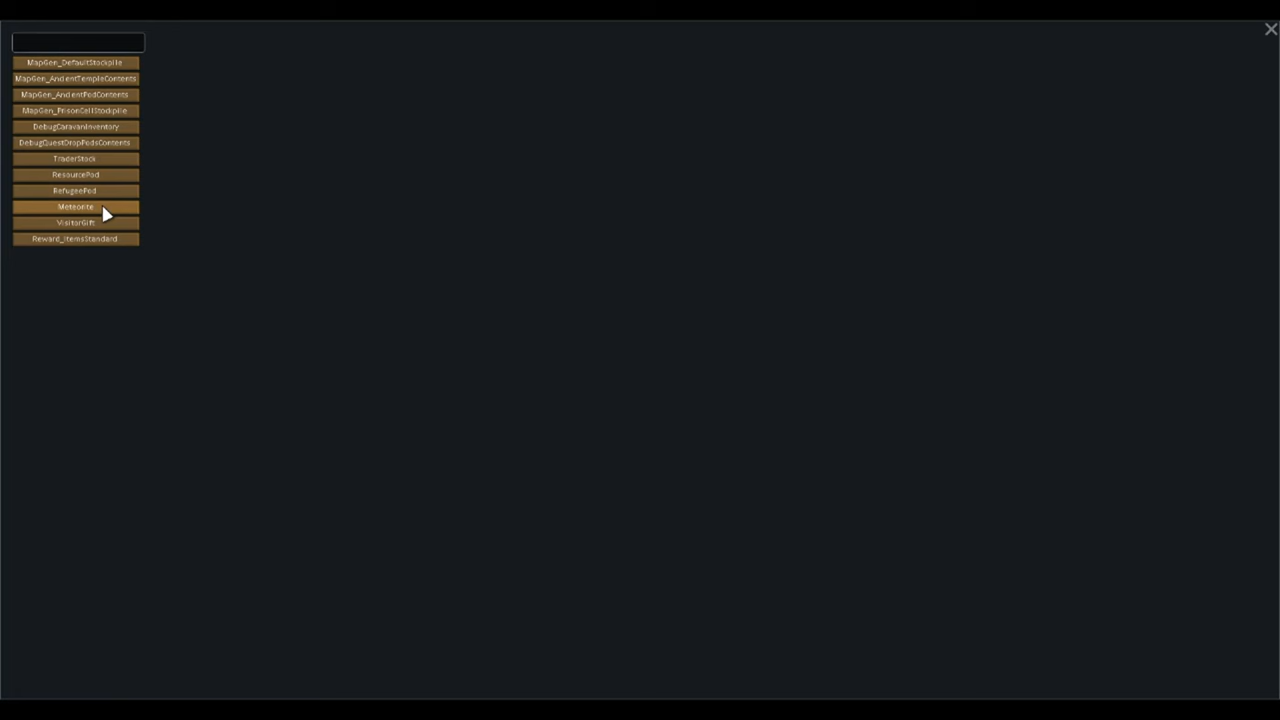 MapGen_DefaultStockpile
MapGen_AncientTempleContents
MapGen_AncientPodContents
MapGen_PrisonCellStockpile
DebugCaravanInventory
DebugQuestDropPodsContents
TraderStock
ResourcePod
RefugeePod
Meteorite
VisitorGift
Reward_ItemsStandard